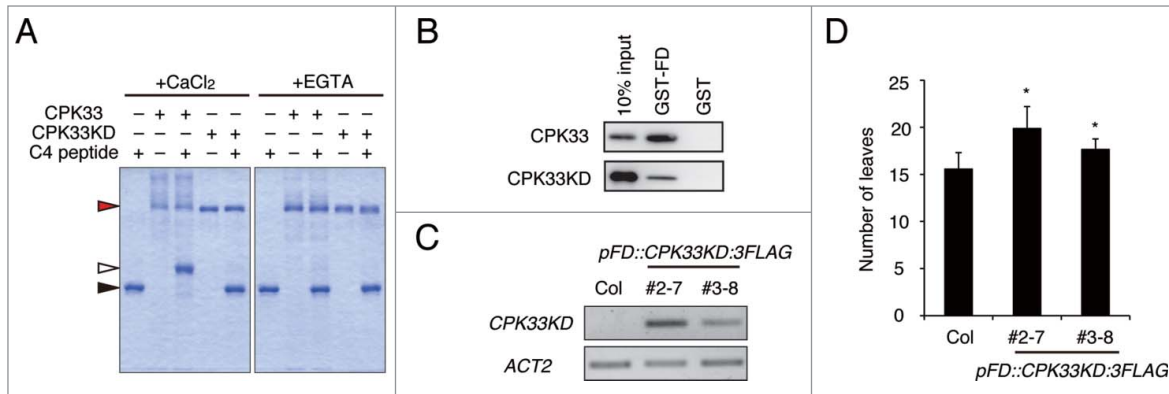 A
+CaCl2 +EGTA
CPK33 – + + – – – + + – –
CPK33KD – – – + + – – – + +
C4 peptide + – + – + + – + – +
B
10% input
GST-FD
GST
CPK33
CPK33KD
C
pFD::CPK33KD:3FLAG
Col #2-7 #3-8
CPK33KD
ACT2
D
Number of leaves
25
20
15
10
5
0
* *
Col #2-7 #3-8
pFD::CPK33KD:3FLAG